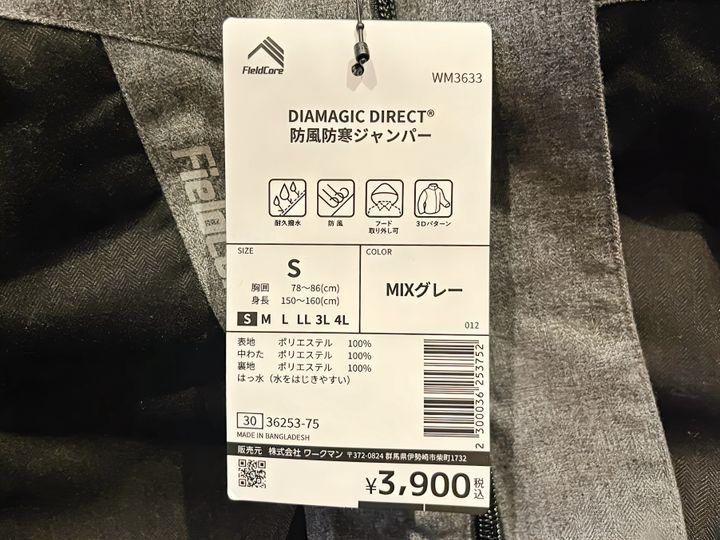 FieldCore
WM3633
DIAMAGIC DIRECT®
防風防寒ジャンパー
耐久撥水
防風
フード
取り外し可
3Dパターン
SIZE
S
胸囲 78～86(cm)
身長 150～160(cm)
S M L LL 3L 4L
COLOR
MIXグレー
012
表地 ポリエステル 100%
中わた ポリエステル 100%
裏地 ポリエステル 100%
はっ水（水をはじきやすい）
30 36253-75
MADE IN BANGLADESH
2 300036 253752
販売元 株式会社 ワークマン 〒372-0824 群馬県伊勢崎市柴町1732
¥3,900税込
FieldCore